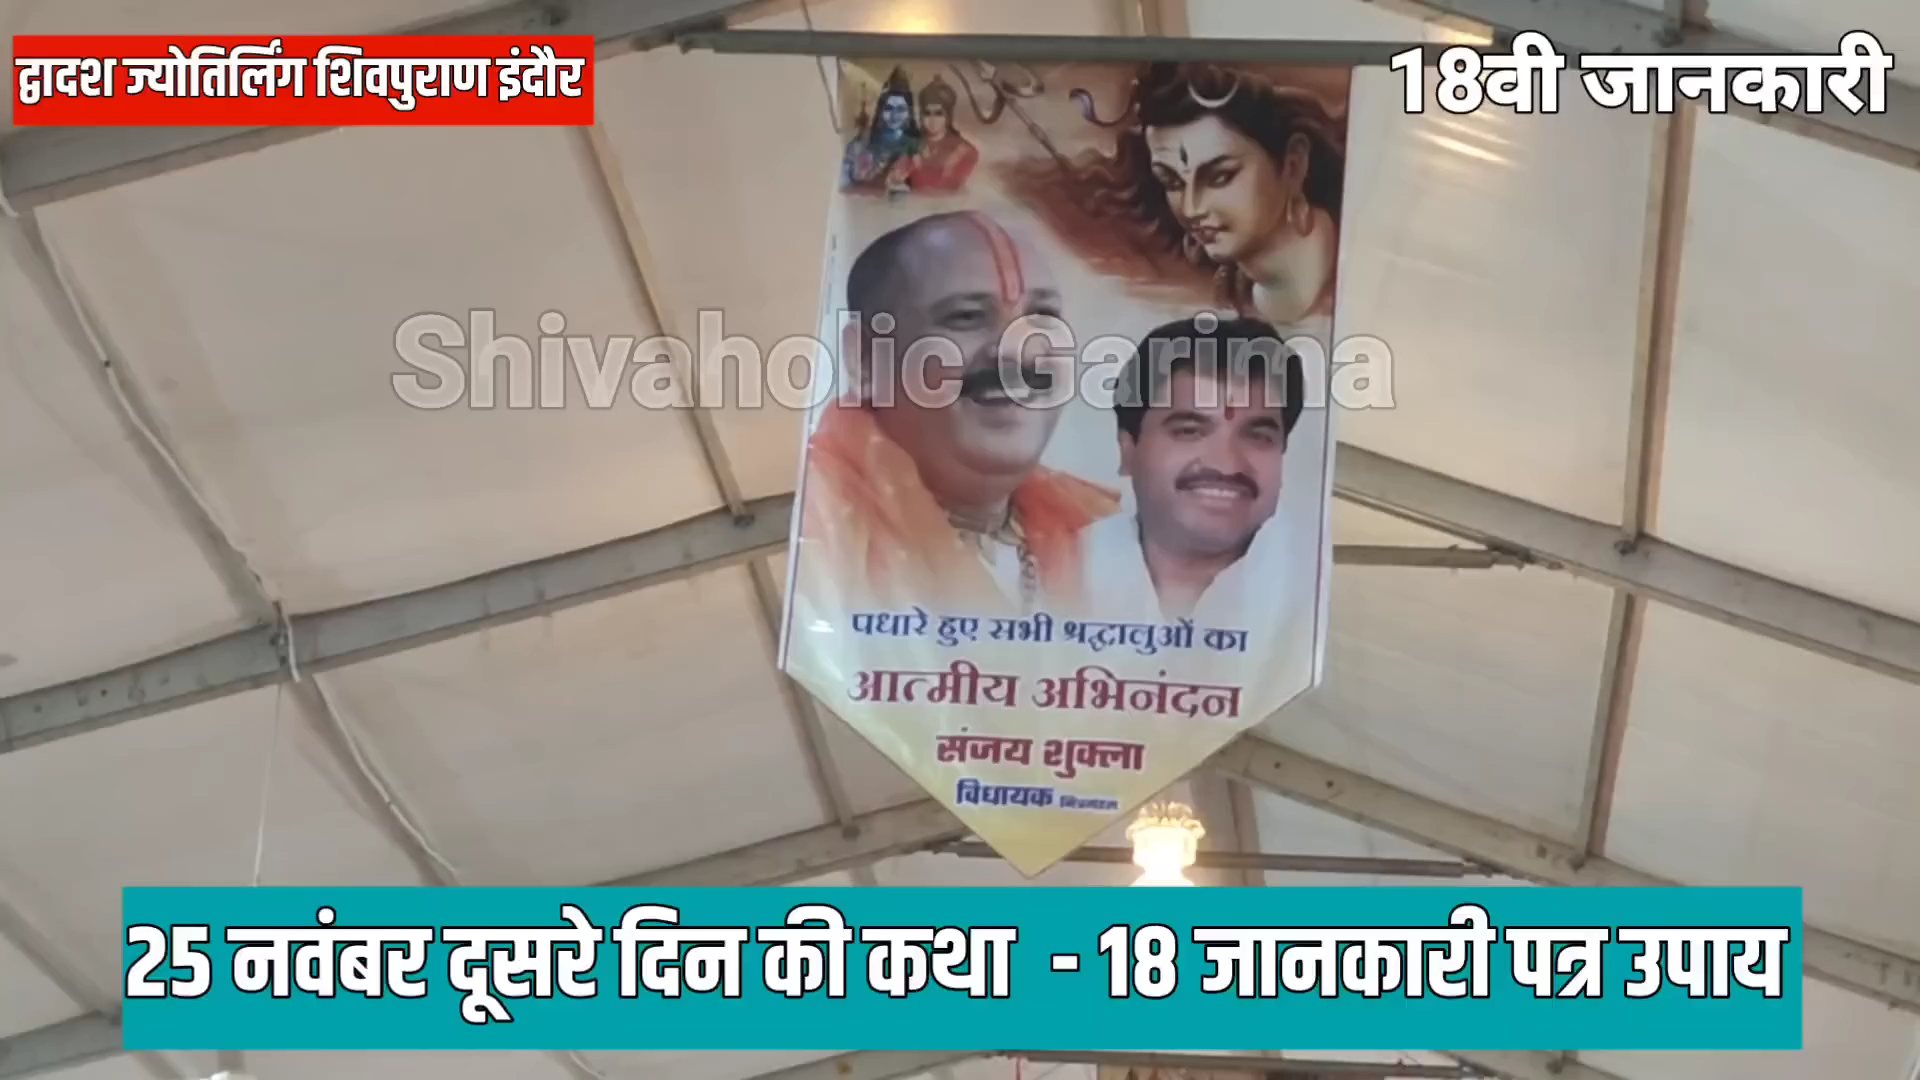 द्वादश ज्योतिर्लिंग शिवपुराण इंदौर
18वी जानकारी
Shivaholic Garima
पधारे हुए सभी श्रद्धालुओं का
आत्मीय अभिनंदन
संजय शुक्ला
विधायक
25 नवंबर दूसरे दिन की कथा - 18 जानकारी पत्र उपाय